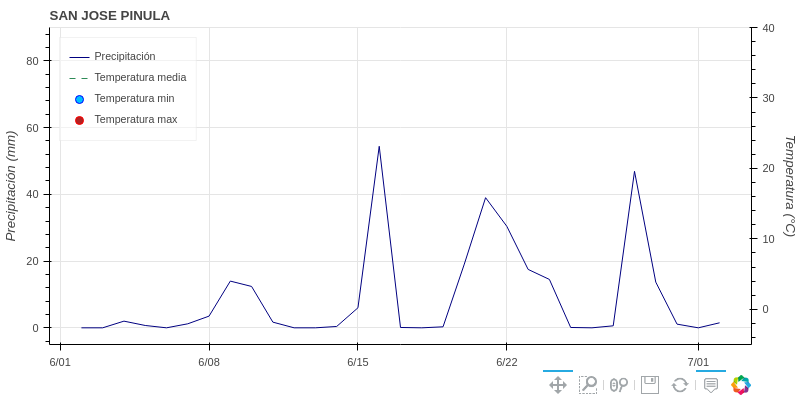 SAN JOSE PINULA
Precipitación
Temperatura media
Temperatura min
Temperatura max
Precipitación (mm)
80
60
40
20
0
Temperatura (°C)
40
30
20
10
0
6/01
6/08
6/15
6/22
7/01